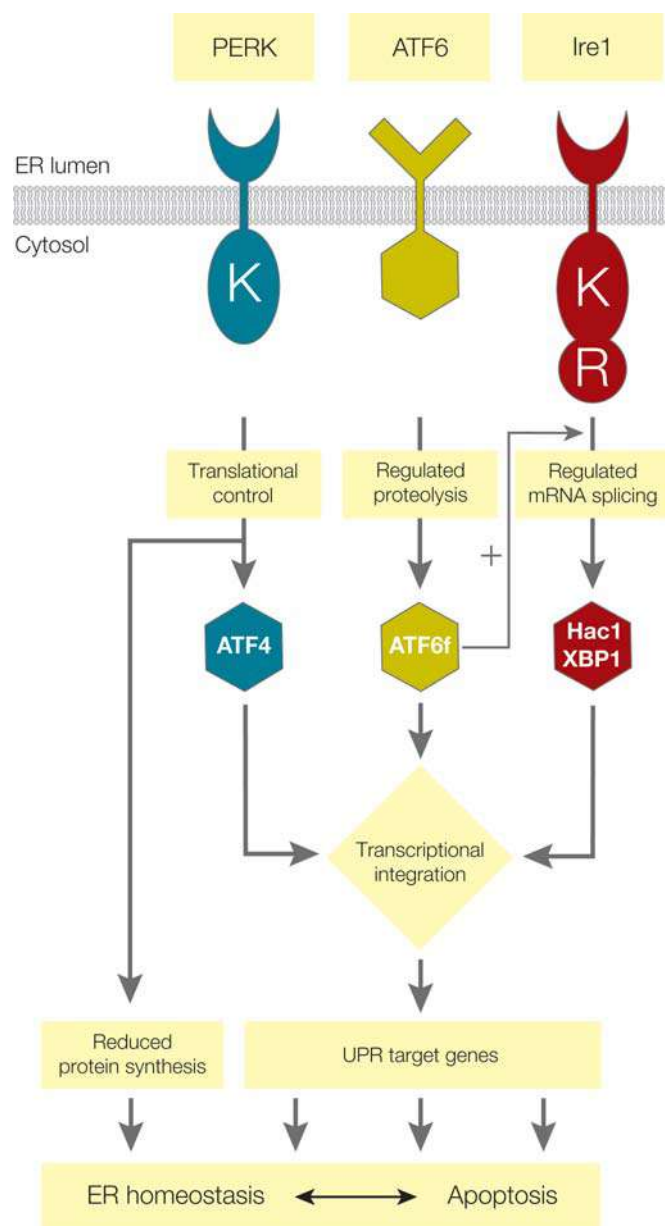 PERK
ATF6
Ire1
ER lumen
Cytosol
K
K
R
Translational
control
Regulated
proteolysis
Regulated
mRNA splicing
+
ATF4
ATF6f
Hac1
XBP1
Transcriptional
integration
Reduced
protein synthesis
UPR target genes
ER homeostasis
Apoptosis